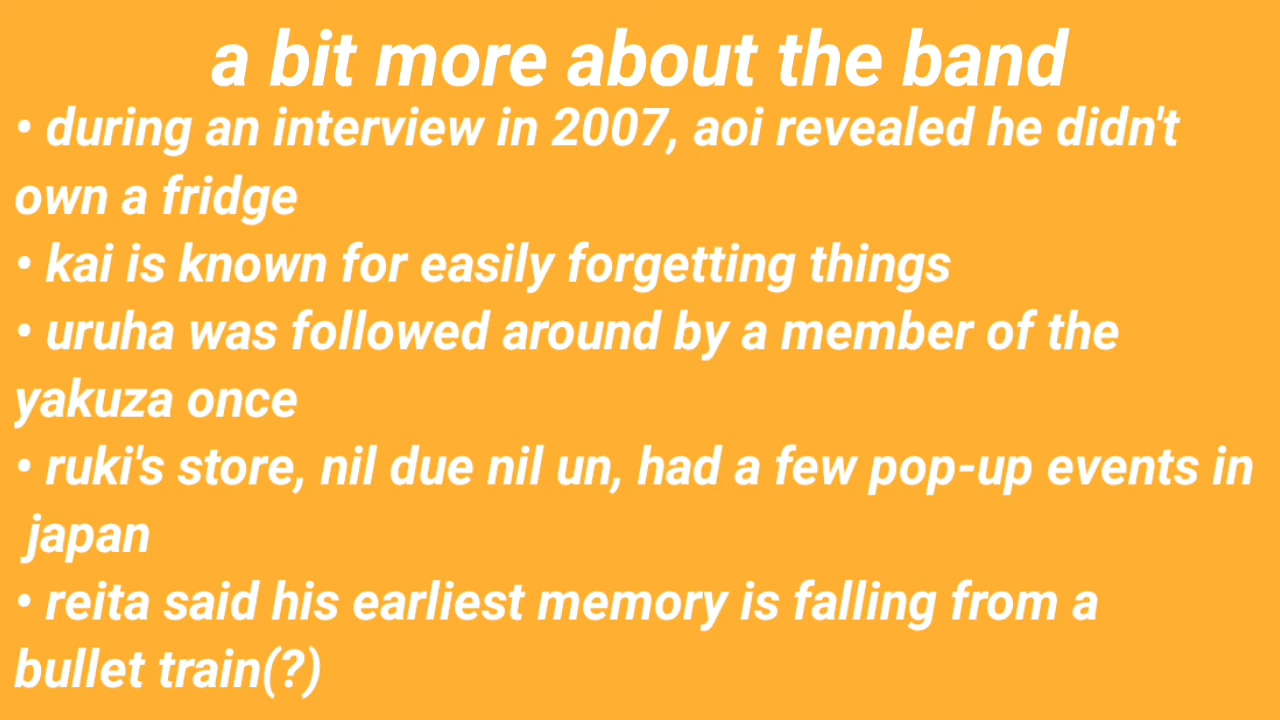 a bit more about the band
• during an interview in 2007, aoi revealed he didn't
own a fridge
• kai is known for easily forgetting things
• uruha was followed around by a member of the
yakuza once
• ruki's store, nil due nil un, had a few pop-up events in
japan
• reita said his earliest memory is falling from a
bullet train(?)